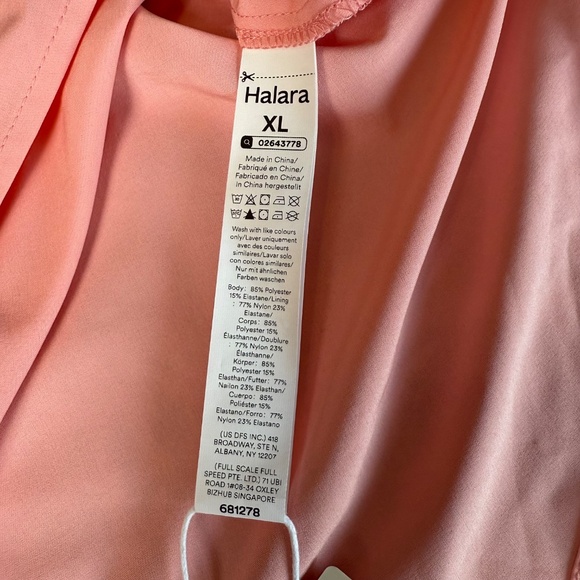 Halara
XL
02643778
Made in China/
Fabriqué en Chine/
Fabricado en China/
in China hergestellt
Wash with like colours
only/Laver uniquement
avec des couleurs
similaires/Lavar solo
con colores similares/
Nur mit ähnlichen
Farben waschen
Body: 85% Polyester
15% Elastane/Lining
: 77% Nylon 23%
Elastane/
Corps: 85%
Polyester 15%
Élasthanne/Doublure
: 77% Nylon 23%
Élasthanne/
Körper: 85%
Polyester 15%
Elasthan/Futter: 77%
Nailon 23% Elasthan/
Cuerpo: 85%
Poliéster 15%
Elastano/Forro: 77%
Nylon 23% Elastano
(US DFS INC.) 418
BROADWAY, STE N,
ALBANY, NY 12207
(FULL SCALE FULL
SPEED PTE. LTD.) 71 UBI
ROAD 1#08-34 OXLEY
BIZHUB SINGAPORE
681278